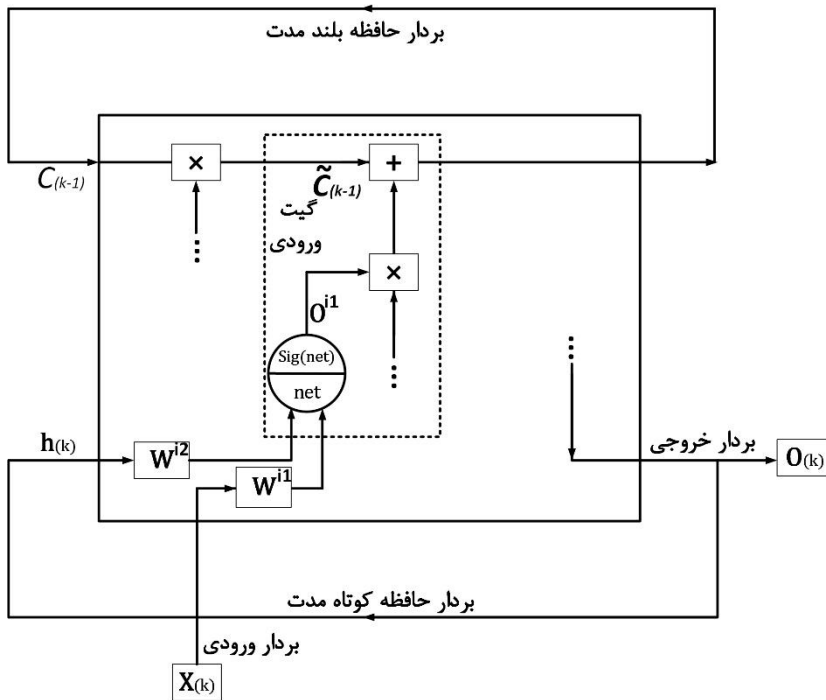 بردار حافظه بلند مدت
C(k-1)
×
C̃(k-1)
+
گیت
ورودی
...
×
O^i1
Sig(net)
net
...
...
h(k)
W^i2
W^i1
بردار خروجی
O(k)
بردار حافظه کوتاه مدت
بردار ورودی
X(k)